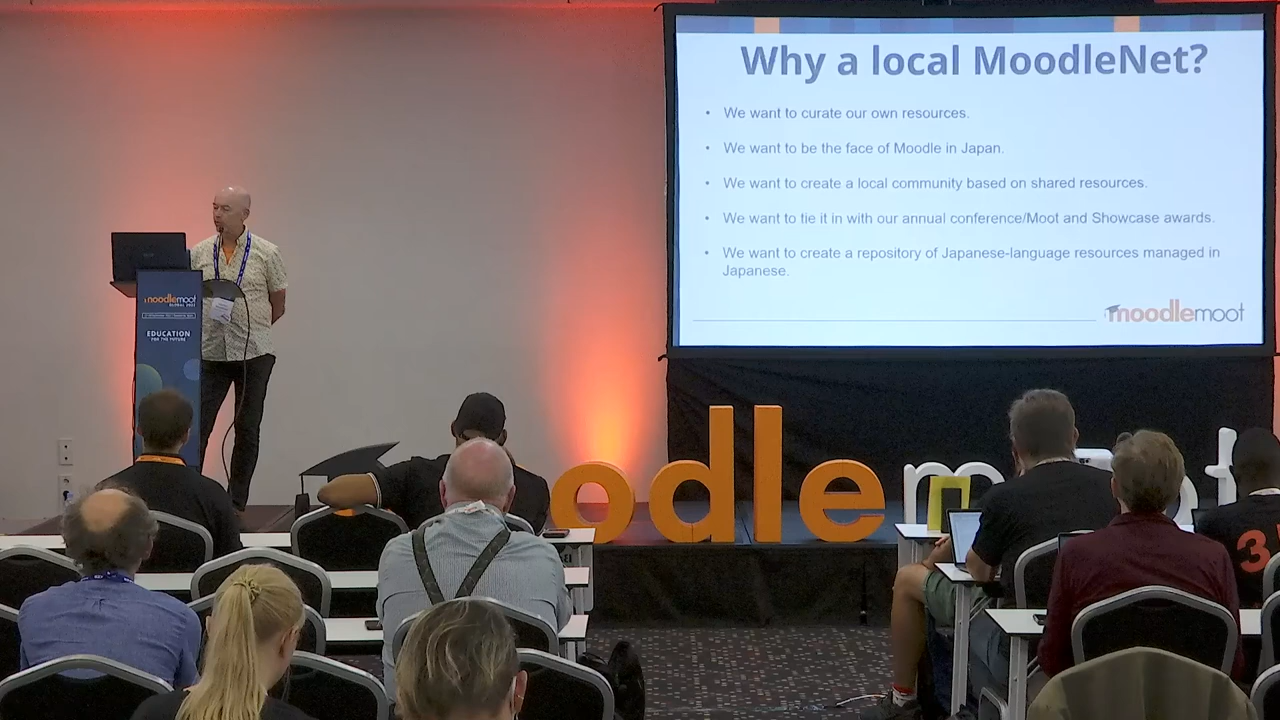 Why a local MoodleNet?
• We want to curate our own resources.
• We want to be the face of Moodle in Japan.
• We want to create a local community based on shared resources.
• We want to tie it in with our annual conference/Moot and Showcase awards.
• We want to create a repository of Japanese-language resources managed in
Japanese.
moodlemoot
moodlemoot
EDUCATION
FOR THE FUTURE
odle m t
3